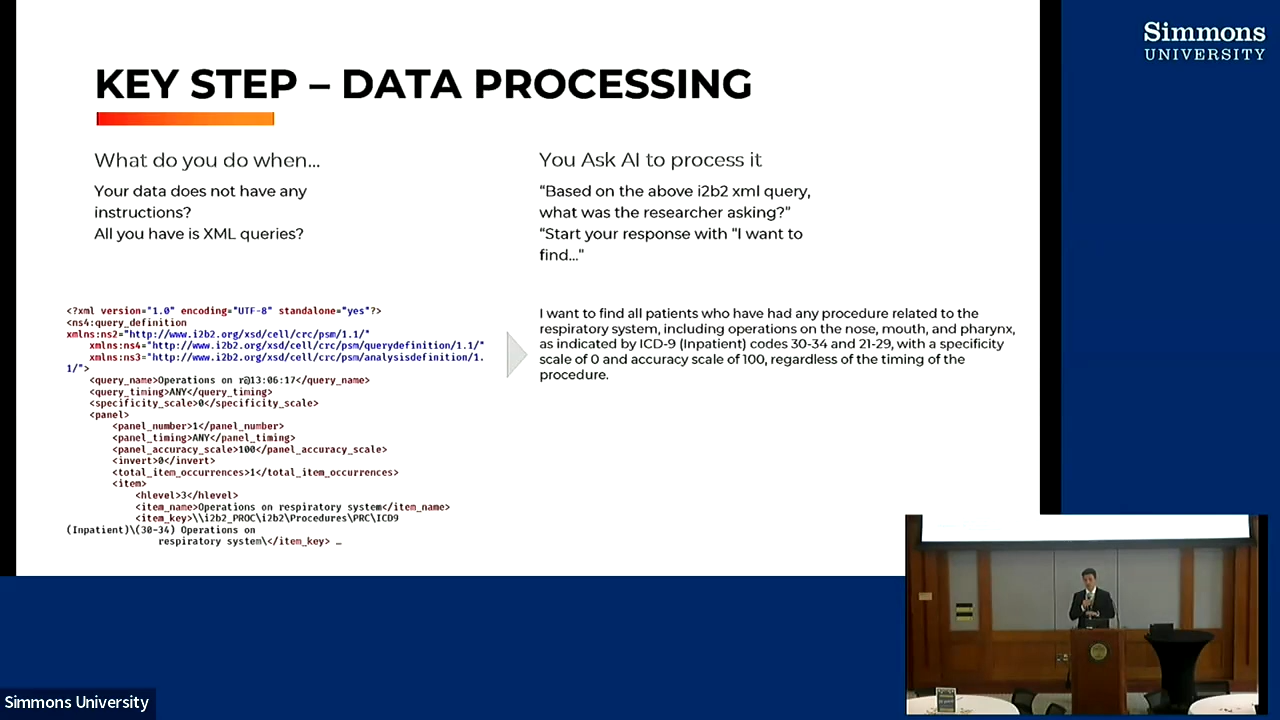 Simmons
UNIVERSITY
KEY STEP – DATA PROCESSING
What do you do when...
Your data does not have any
instructions?
All you have is XML queries?
You Ask AI to process it
“Based on the above i2b2 xml query,
what was the researcher asking?”
“Start your response with "I want to
find..."
<?xml version="1.0" encoding="UTF-8" standalone="yes"?>
<ns4:query_definition
xmlns:ns2="http://www.i2b2.org/xsd/cell/crc/psm/1.1/"
xmlns:ns4="http://www.i2b2.org/xsd/cell/crc/psm/querydefinition/1.1/"
xmlns:ns3="http://www.i2b2.org/xsd/cell/crc/psm/analysisdefinition/1.
1/">
<query_name>Operations on r@13:06:17</query_name>
<query_timing>ANY</query_timing>
<specificity_scale>0</specificity_scale>
<panel>
<panel_number>1</panel_number>
<panel_timing>ANY</panel_timing>
<panel_accuracy_scale>100</panel_accuracy_scale>
<invert>0</invert>
<total_item_occurrences>1</total_item_occurrences>
<item>
<hlevel>3</hlevel>
<item_name>Operations on respiratory system</item_name>
<item_key>\\i2b2_PROC\i2b2\Procedures\PRC\ICD9
(Inpatient)\(30-34) Operations on
respiratory system\</item_key> …
I want to find all patients who have had any procedure related to the
respiratory system, including operations on the nose, mouth, and pharynx,
as indicated by ICD-9 (Inpatient) codes 30-34 and 21-29, with a specificity
scale of 0 and accuracy scale of 100, regardless of the timing of the
procedure.
Simmons University